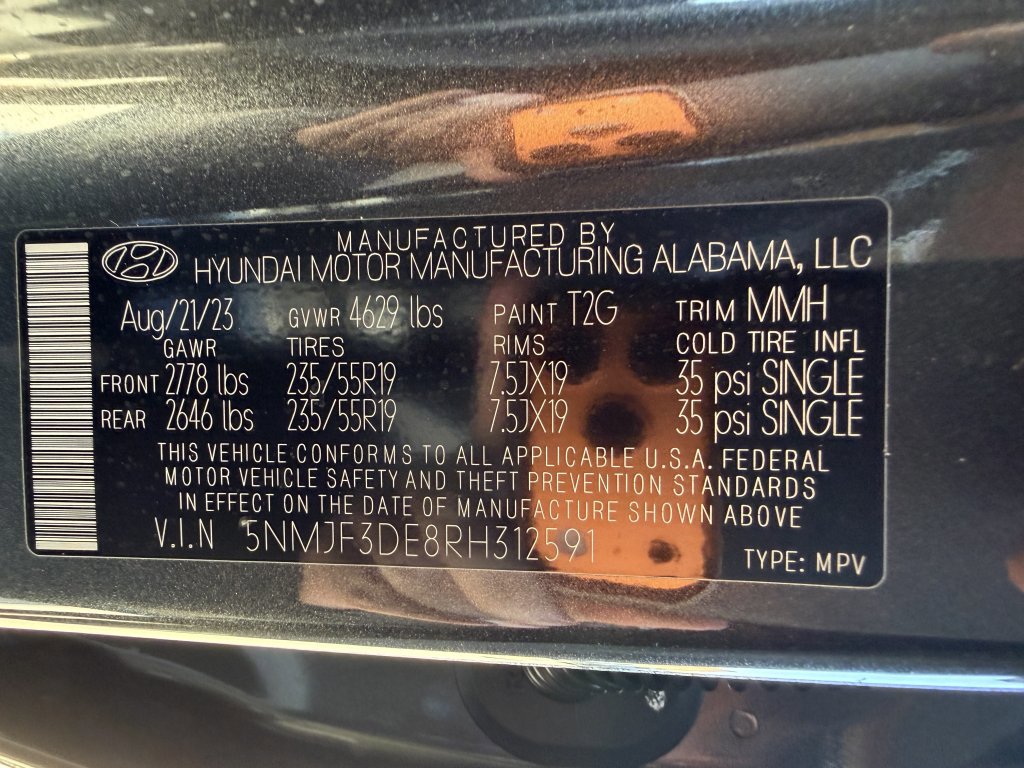 MANUFACTURED BY
HYUNDAI MOTOR MANUFACTURING ALABAMA, LLC
Aug/21/23 GVWR 4629 lbs PAINT T2G TRIM MMH
GAWR TIRES RIMS COLD TIRE INFL
FRONT 2778 lbs 235/55R19 7.5JX19 35 psi SINGLE
REAR 2646 lbs 235/55R19 7.5JX19 35 psi SINGLE
THIS VEHICLE CONFORMS TO ALL APPLICABLE U.S.A. FEDERAL
MOTOR VEHICLE SAFETY AND THEFT PREVENTION STANDARDS
IN EFFECT ON THE DATE OF MANUFACTURE SHOWN ABOVE
V.I.N 5NMJF3DE8RH312591
TYPE: MPV